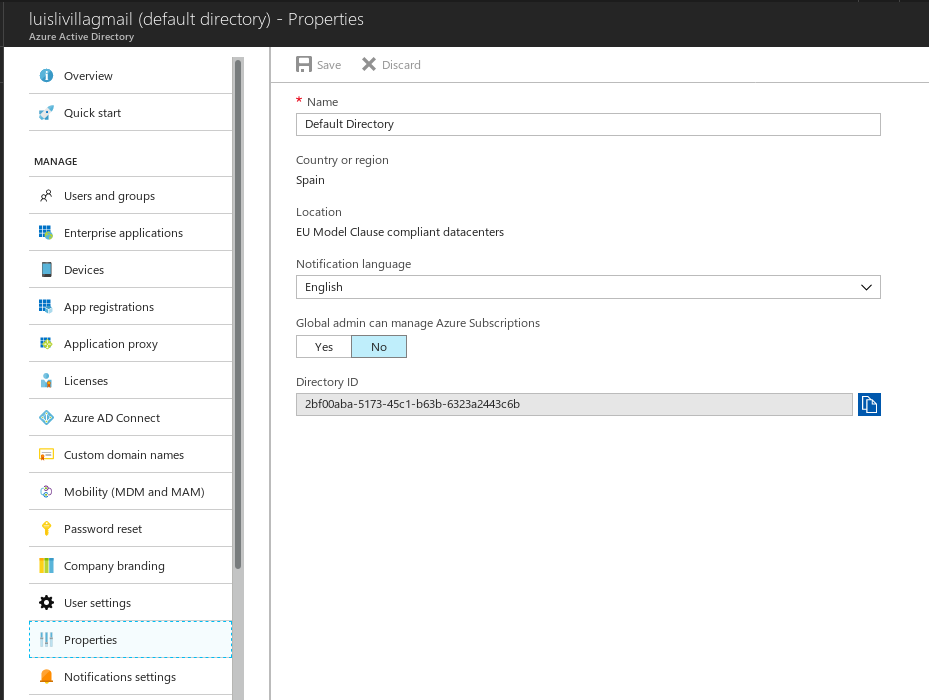 luislivillagmail (default directory) - Properties
Azure Active Directory
Overview
Quick start
MANAGE
Users and groups
Enterprise applications
Devices
App registrations
Application proxy
Licenses
Azure AD Connect
Custom domain names
Mobility (MDM and MAM)
Password reset
Company branding
User settings
Properties
Notifications settings
Save Discard
* Name
Default Directory
Country or region
Spain
Location
EU Model Clause compliant datacenters
Notification language
English
Global admin can manage Azure Subscriptions
Yes No
Directory ID
2bf00aba-5173-45c1-b63b-6323a2443c6b